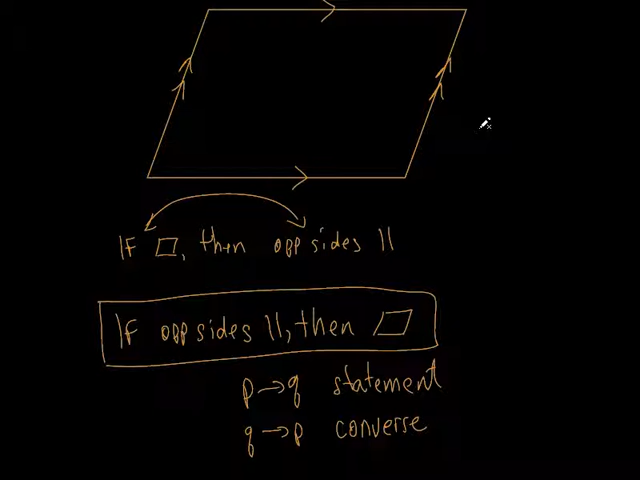 If ▱, then opp sides ||
If opp sides ||, then ▱
p→q statement
q→p converse